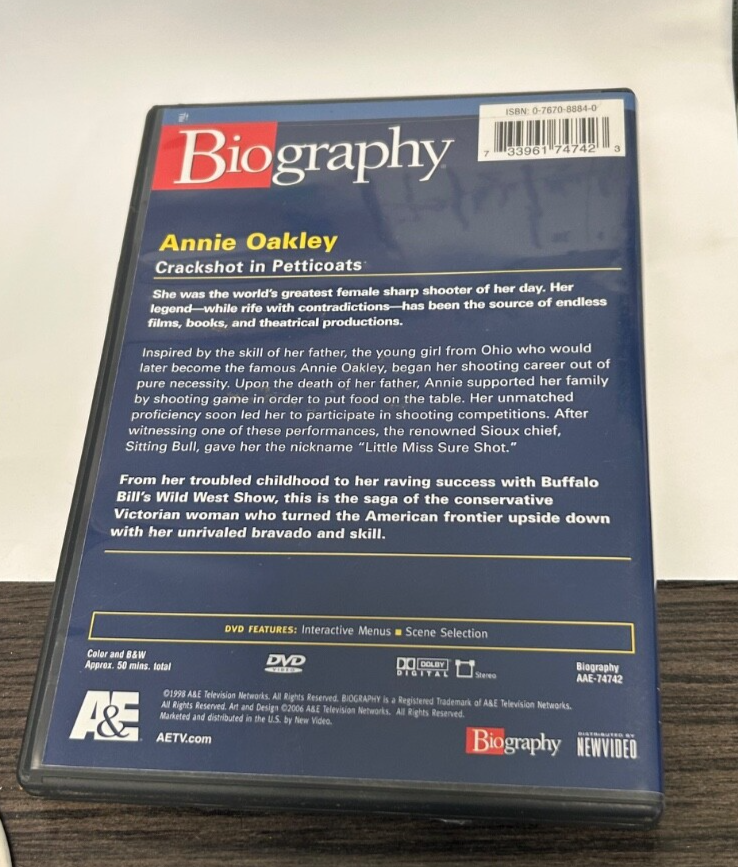 ISBN: 0-7670-8884-0
7 33961 74742 3
Biography®
Annie Oakley
Crackshot in Petticoats
She was the world's greatest female sharp shooter of her day. Her
legend—while rife with contradictions—has been the source of endless
films, books, and theatrical productions.
Inspired by the skill of her father, the young girl from Ohio who would
later become the famous Annie Oakley, began her shooting career out of
pure necessity. Upon the death of her father, Annie supported her family
by shooting game in order to put food on the table. Her unmatched
proficiency soon led her to participate in shooting competitions. After
witnessing one of these performances, the renowned Sioux chief,
Sitting Bull, gave her the nickname "Little Miss Sure Shot."
From her troubled childhood to her raving success with Buffalo
Bill's Wild West Show, this is the saga of the conservative
Victorian woman who turned the American frontier upside down
with her unrivaled bravado and skill.
DVD FEATURES: Interactive Menus ■ Scene Selection
Color and B&W
Approx. 50 mins. total
DVD
VIDEO
DOLBY
DIGITAL
Stereo
Biography
AAE-74742
A&E
©1998 A&E Television Networks. All Rights Reserved. BIOGRAPHY is a Registered Trademark of A&E Television Networks.
All Rights Reserved. Art and Design ©2006 A&E Television Networks. All Rights Reserved.
Marketed and distributed in the U.S. by New Video.
AETV.com
Biography
DISTRIBUTED BY
NEWVIDEO